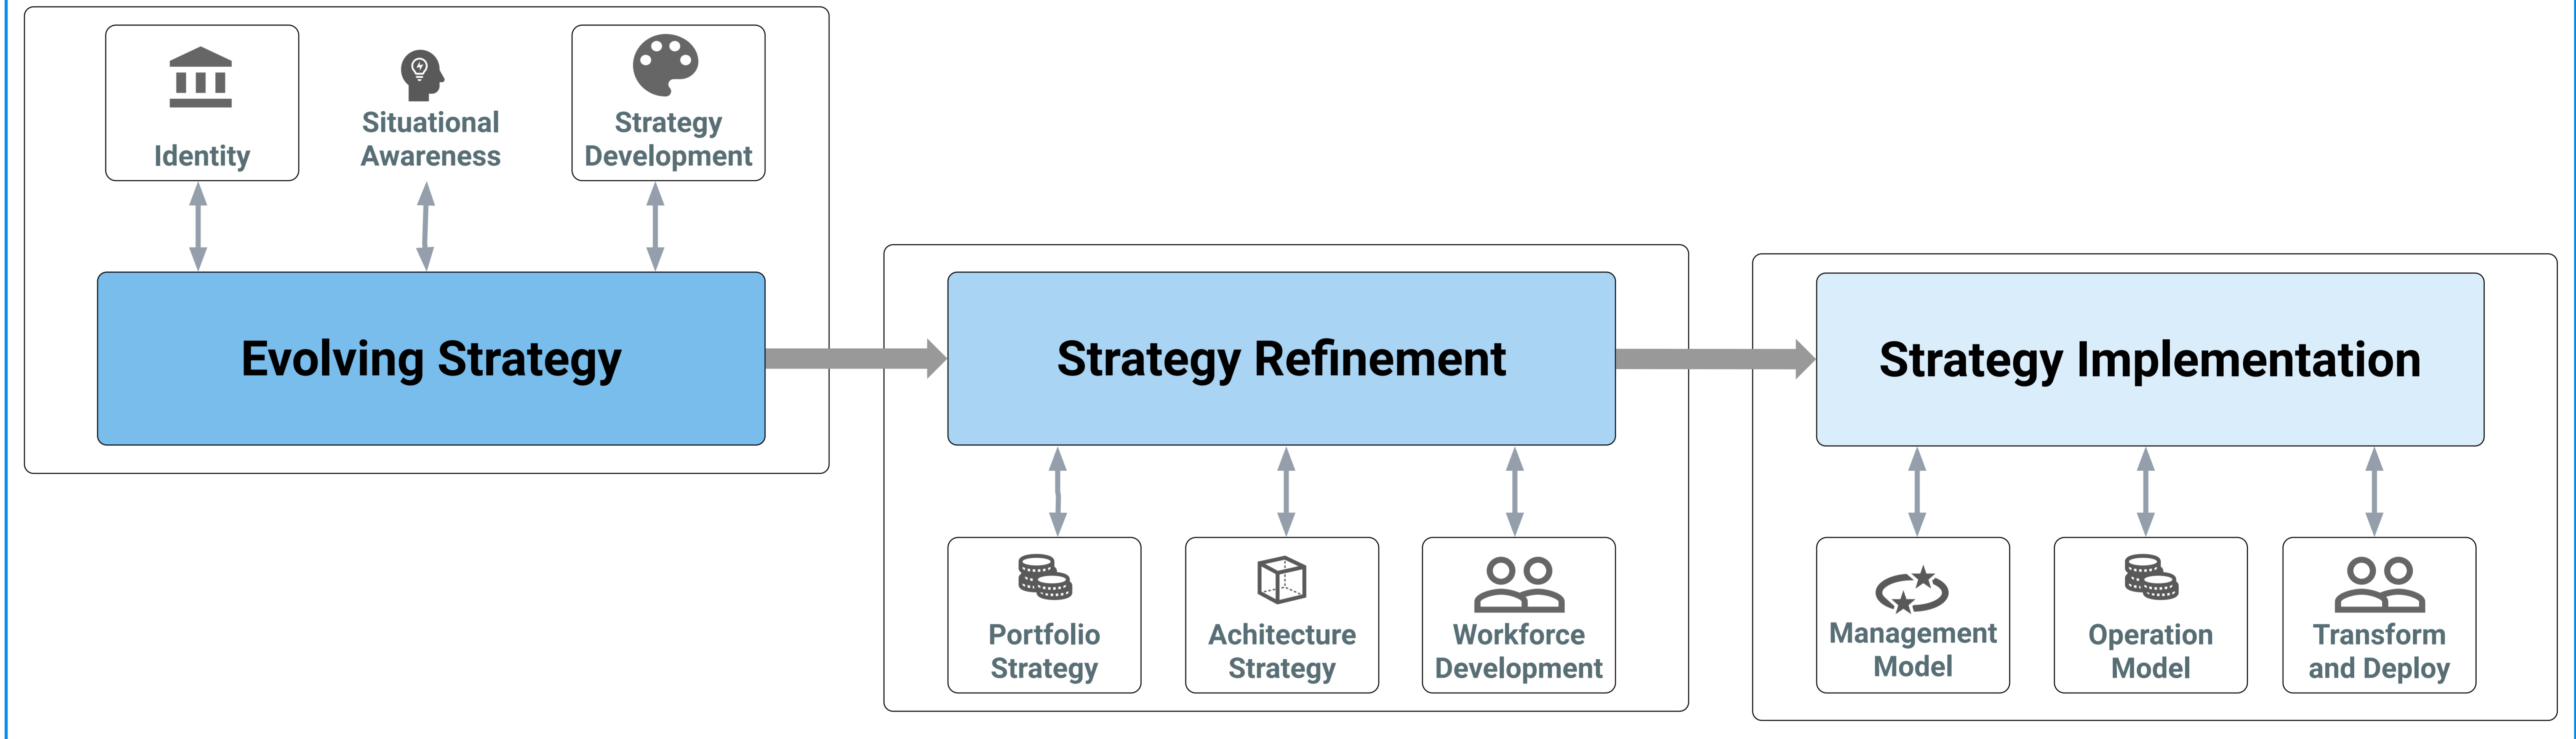 Identity
Situational
Awareness
Strategy
Development
Evolving Strategy
Strategy Refinement
Portfolio
Strategy
Achitecture
Strategy
Workforce
Development
Strategy Implementation
Management
Model
Operation
Model
Transform
and Deploy